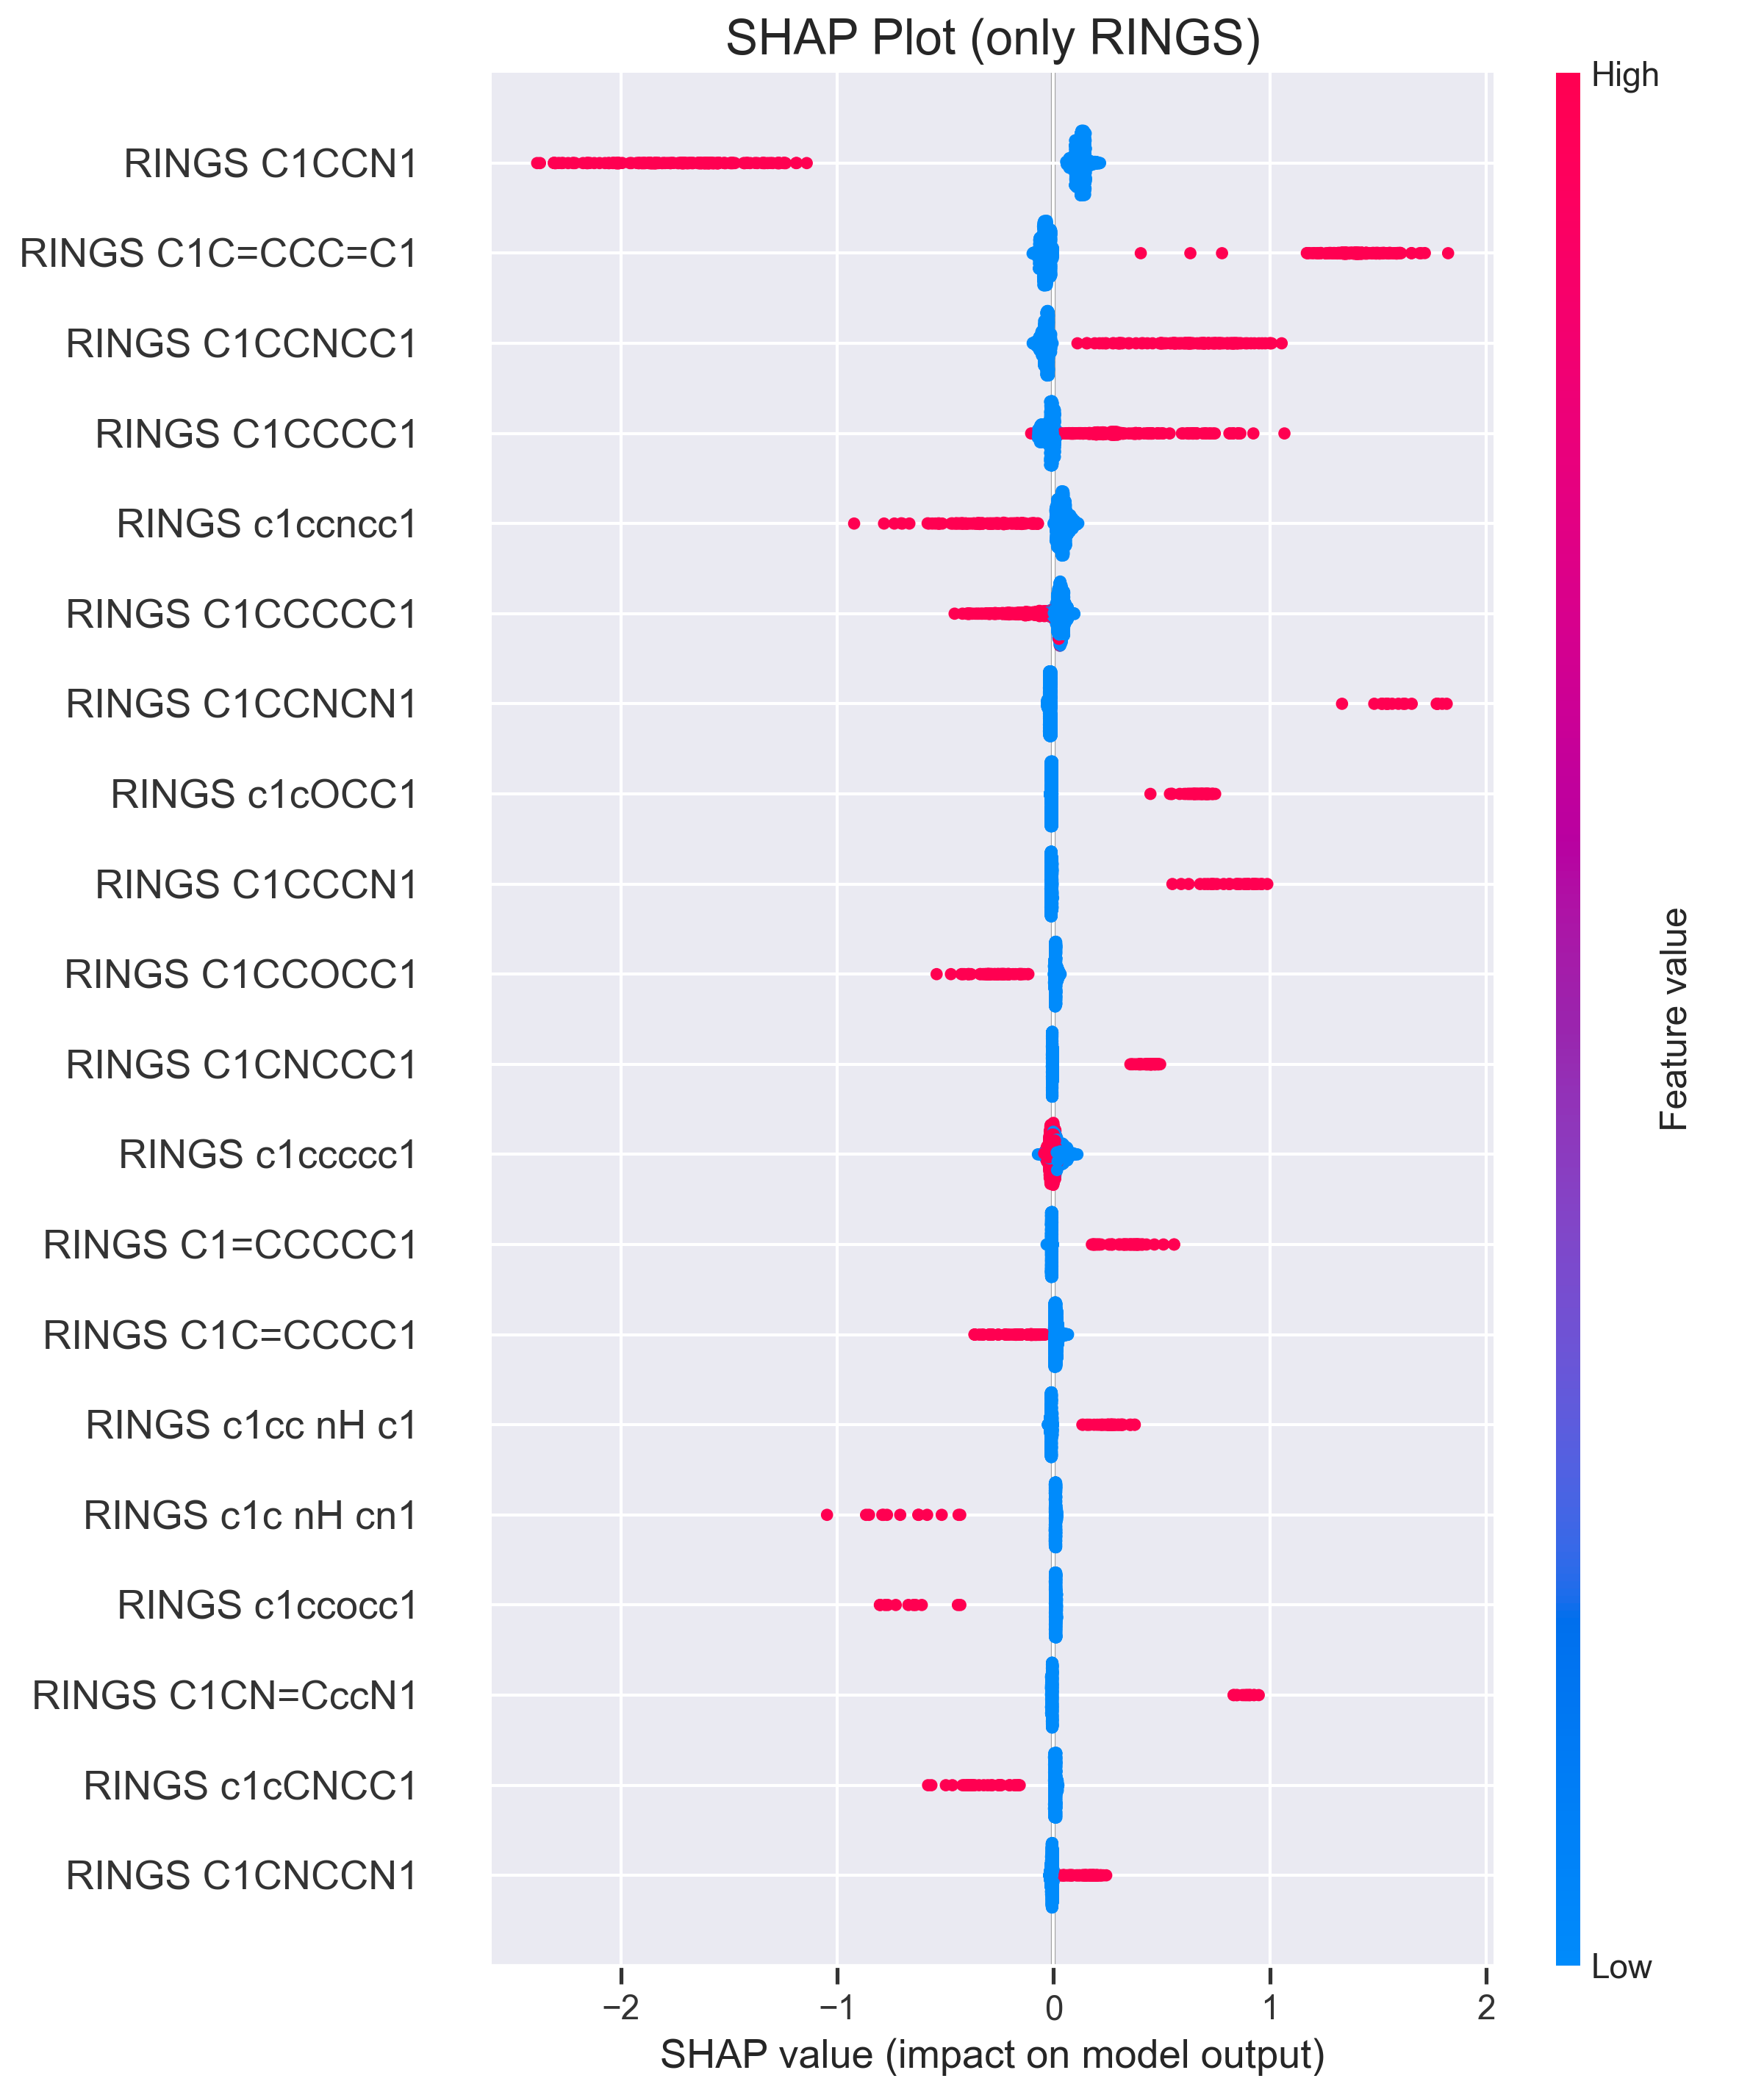 SHAP Plot (only RINGS)
High
RINGS C1CCN1
RINGS C1C=CCC=C1
RINGS C1CCNCC1
RINGS C1CCCC1
RINGS c1ccncc1
RINGS C1CCCCC1
RINGS C1CCNCN1
RINGS c1cOCC1
RINGS C1CCCN1
RINGS C1CCOCC1
RINGS C1CNCCC1
RINGS c1ccccc1
RINGS C1=CCCCC1
RINGS C1C=CCCC1
RINGS c1cc nH c1
RINGS c1c nH cn1
RINGS c1ccocc1
RINGS C1CN=CccN1
RINGS c1cCNCC1
RINGS C1CNCCN1
Feature value
Low
−2 −1 0 1 2
SHAP value (impact on model output)